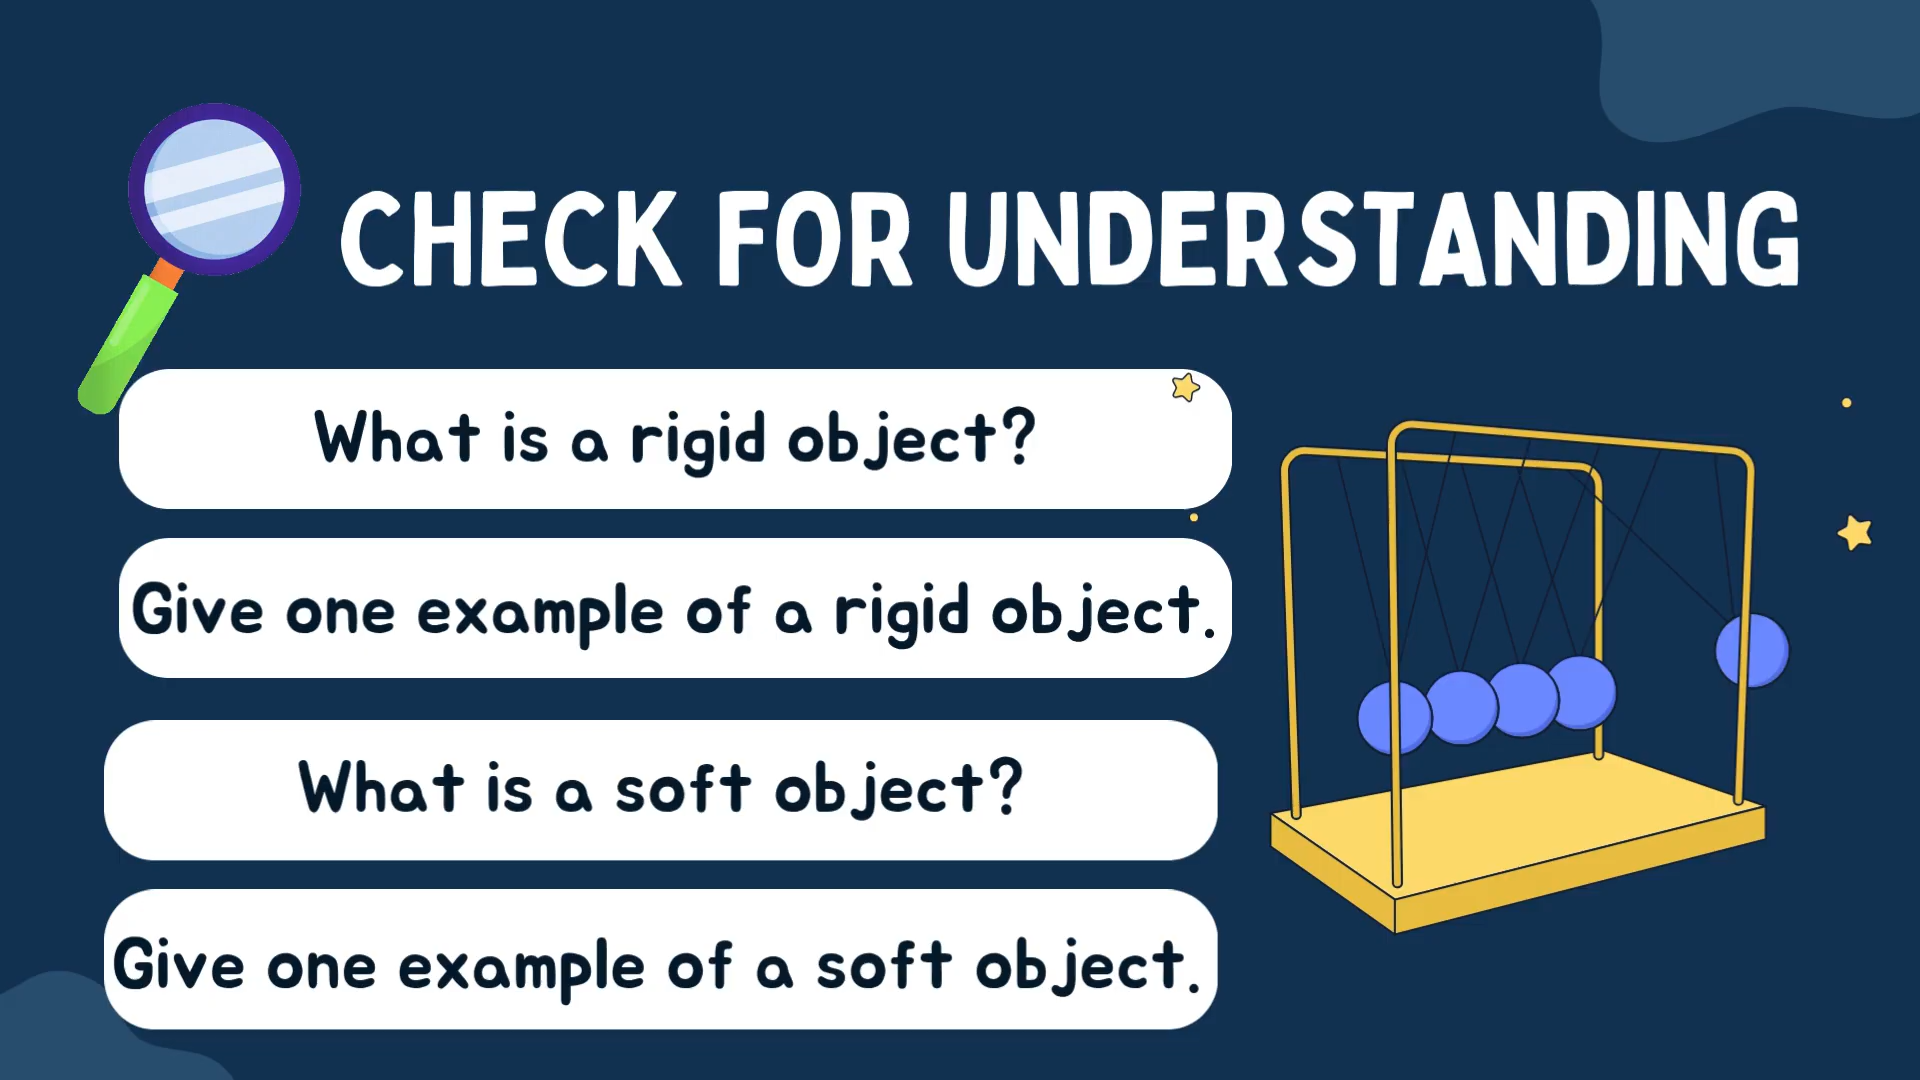 CHECK FOR UNDERSTANDING
What is a rigid object?
Give one example of a rigid object.
What is a soft object?
Give one example of a soft object.